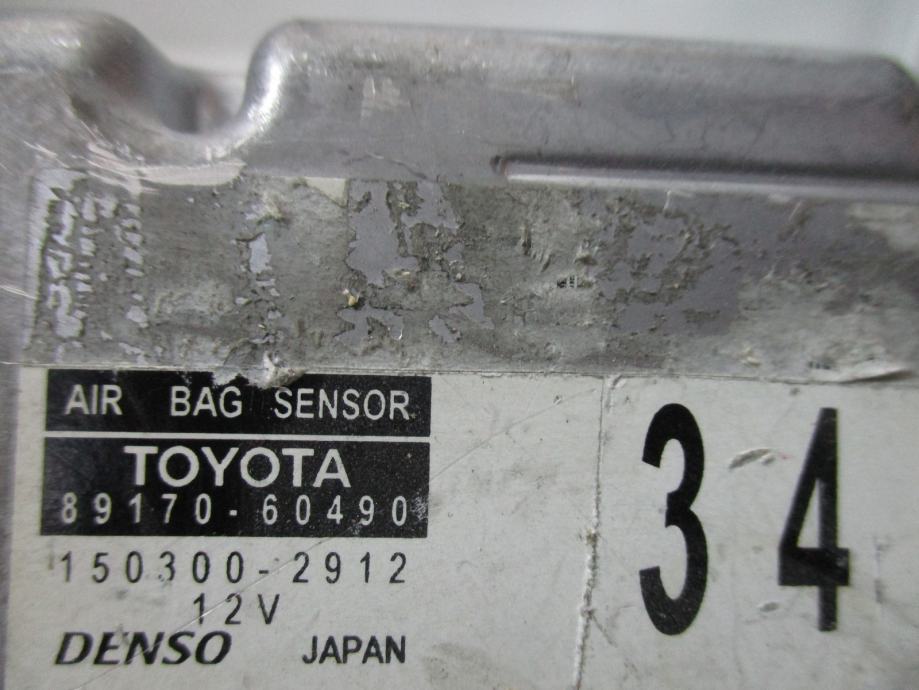 AIR BAG SENSOR
TOYOTA
89170-60490
150300-2912
12V
DENSO JAPAN
34